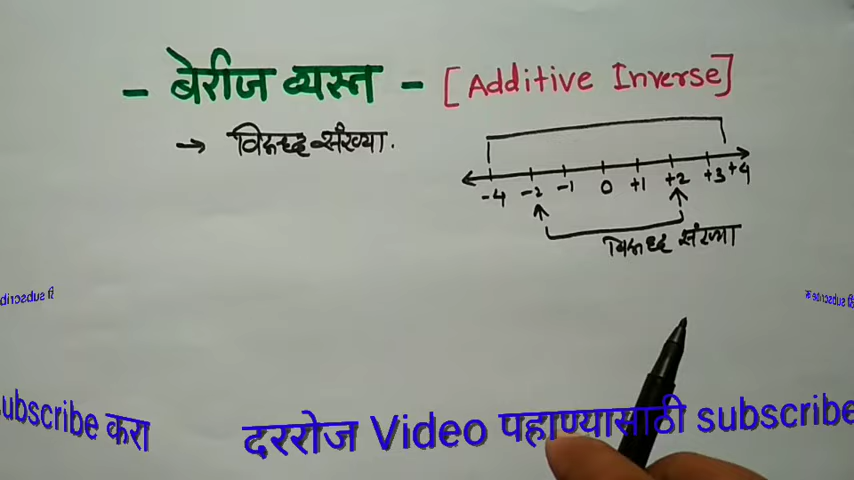 - बेरीज व्यस्त - [Additive Inverse]
→ विरुद्ध संख्या.
-4 -2 -1 0 +1 +2 +3 +4
विरुद्ध संख्या
subscribe करा दररोज Video पहाण्यासाठी subscribe